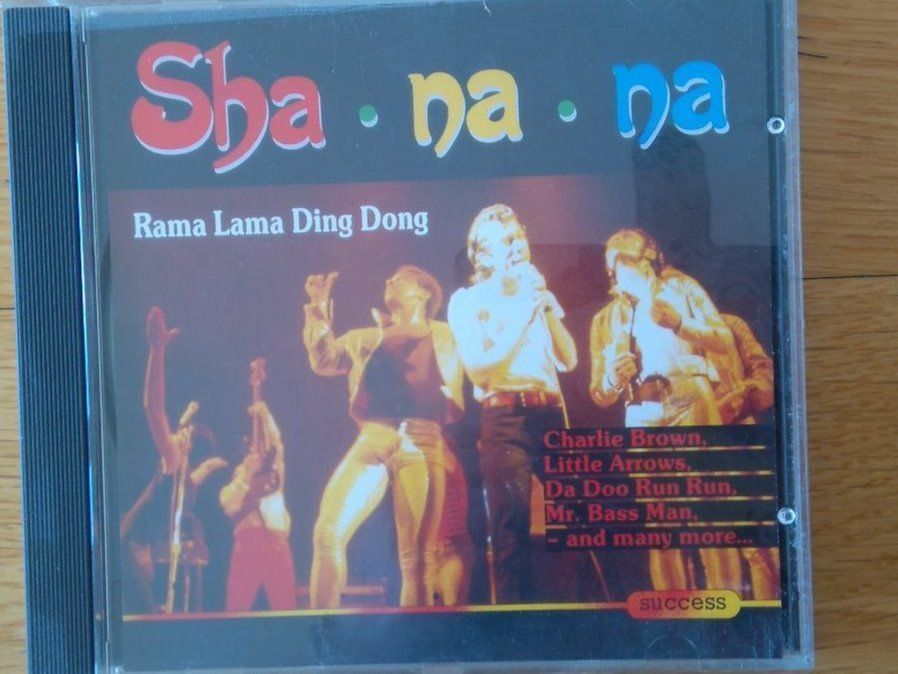 Sha · na · na
Rama Lama Ding Dong
Charlie Brown,
Little Arrows,
Da Doo Run Run,
Mr. Bass Man,
- and many more...
success